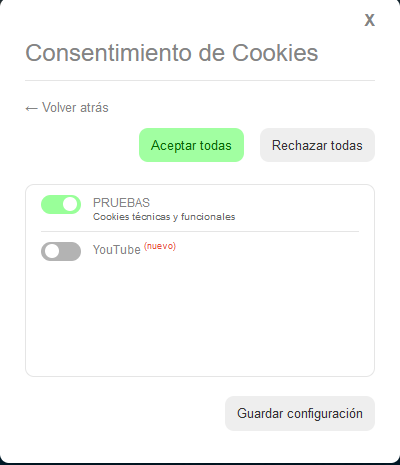 X
Consentimiento de Cookies
← Volver atrás
Aceptar todas
Rechazar todas
PRUEBAS
Cookies técnicas y funcionales
YouTube (nuevo)
Guardar configuración